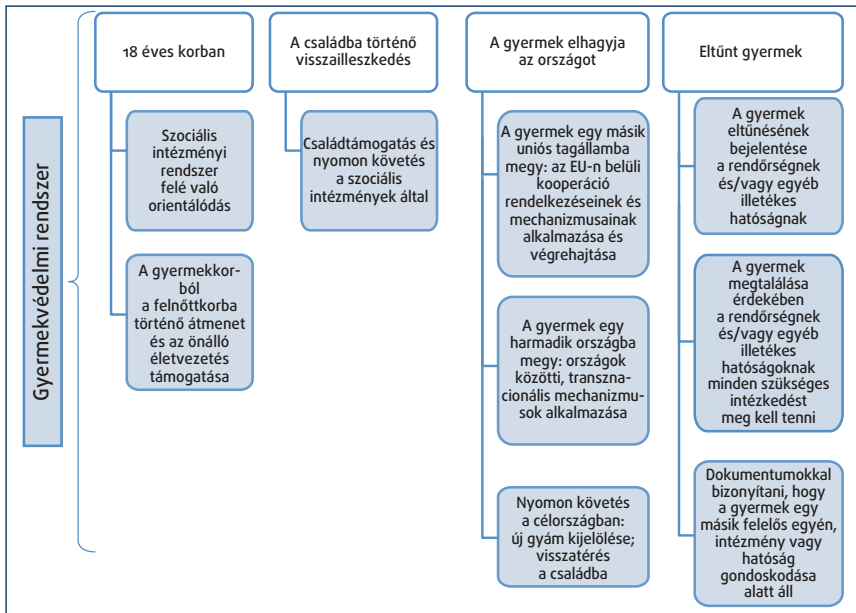 Gyermekvédelmi rendszer
18 éves korban
Szociális
intézményi
rendszer
felé való
orientálódás
A gyermekkor-
ból
a felnőttkorba
történő átmenet
és az önálló
életvezetés
támogatása
A családba történő
visszailleszkedés
Családtámogatás és
nyomon követés
a szociális
intézmények által
A gyermek elhagyja
az országot
A gyermek egy másik
uniós tagállamba
megy: az EU-n belüli
kooperáció
rendelkezéseinek és
mechanizmusainak
alkalmazása és
végrehajtása
A gyermek egy
harmadik országba
megy: országok
közötti, transzna-
cionális mechanizmu-
sok alkalmazása
Nyomon követés
a célországban:
új gyám kijelölése;
visszatérés
a családba
Eltűnt gyermek
A gyermek
eltűnésének
bejelentése
a rendőrségnek
és/vagy egyéb
illetékes
hatóságnak
A gyermek
megtalálása
érdekében
a rendőrségnek
és/vagy egyéb
illetékes
hatóságoknak
minden szükséges
intézkedést
meg kell tenni
Dokumentumokkal
bizonyítani, hogy
a gyermek egy
másik felelős egyén,
intézmény vagy
hatóság
gondoskodása
alatt áll